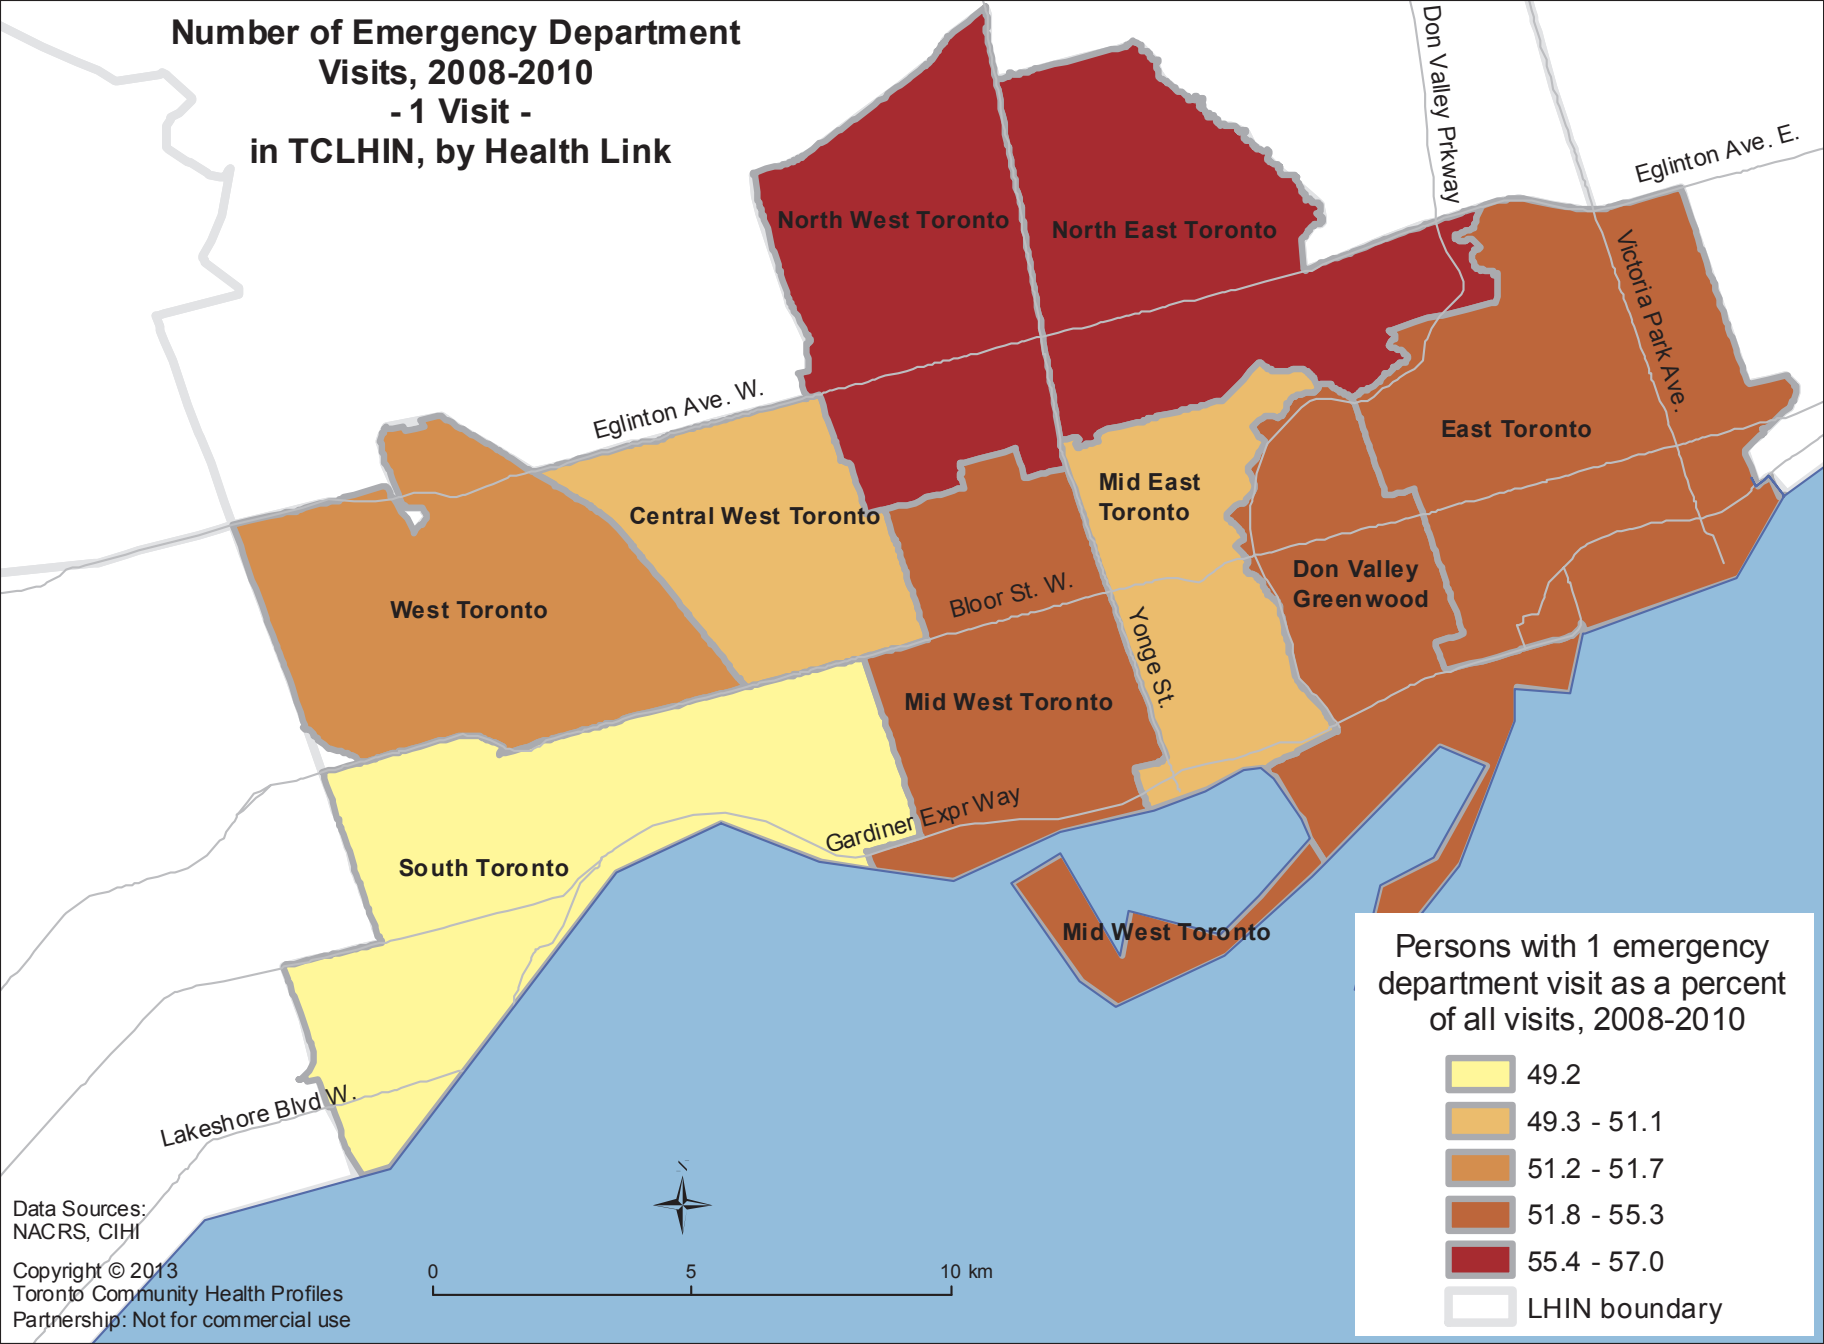 Number of Emergency Department
Visits, 2008-2010
- 1 Visit -
in TCLHIN, by Health Link
Don Valley Prkway
Eglinton Ave. E.
North West Toronto
North East Toronto
Victoria Park Ave.
Eglinton Ave. W.
East Toronto
Mid East
Toronto
Central West Toronto
Don Valley
Greenwood
West Toronto
Bloor St. W.
Yonge St.
Mid West Toronto
Gardiner Expr Way
South Toronto
Mid West Toronto
Lakeshore Blvd W.
Persons with 1 emergency
department visit as a percent
of all visits, 2008-2010
49.2
49.3 - 51.1
51.2 - 51.7
51.8 - 55.3
55.4 - 57.0
LHIN boundary
N
0 5 10 km
Data Sources:
NACRS, CIHI
Copyright © 2013
Toronto Community Health Profiles
Partnership: Not for commercial use